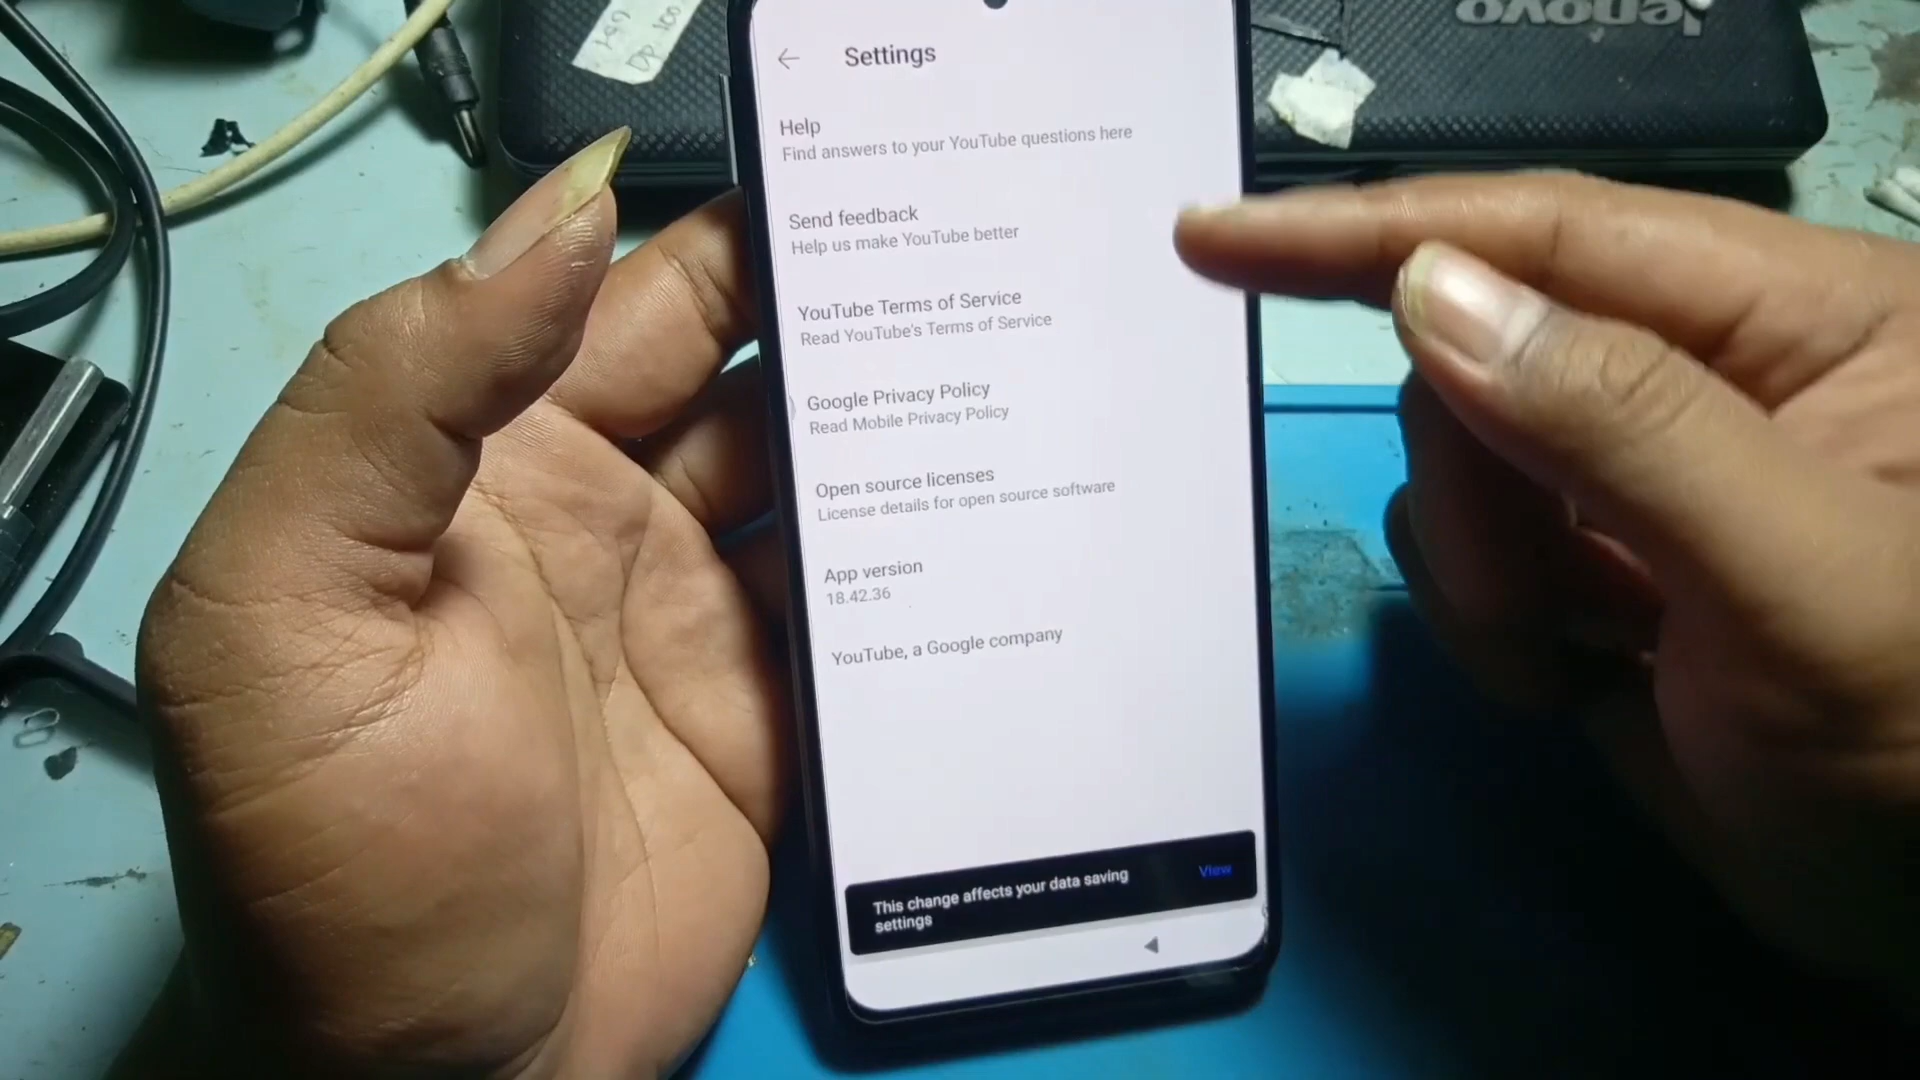 Settings
Help
Find answers to your YouTube questions here
Send feedback
Help us make YouTube better
YouTube Terms of Service
Read YouTube's Terms of Service
Google Privacy Policy
Read Mobile Privacy Policy
Open source licenses
License details for open source software
App version
18.42.36
YouTube, a Google company
This change affects your data saving
settings
View
lenovo